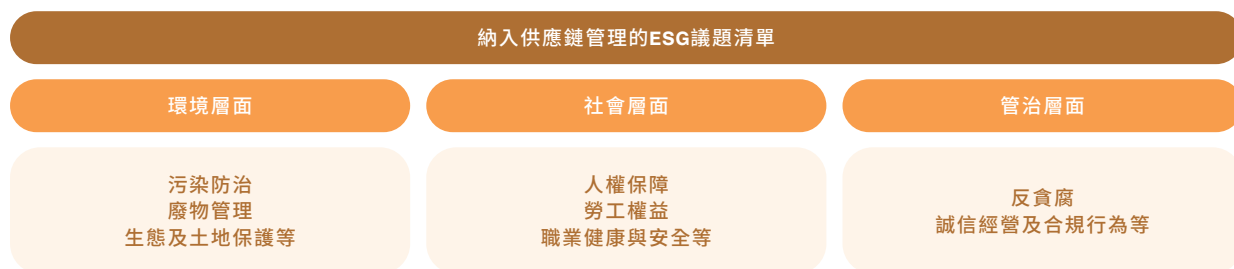 納入供應鏈管理的ESG議題清單
環境層面
社會層面
管治層面
污染防治
廢物管理
生態及土地保護等
人權保障
勞工權益
職業健康與安全等
反貪腐
誠信經營及合規行為等